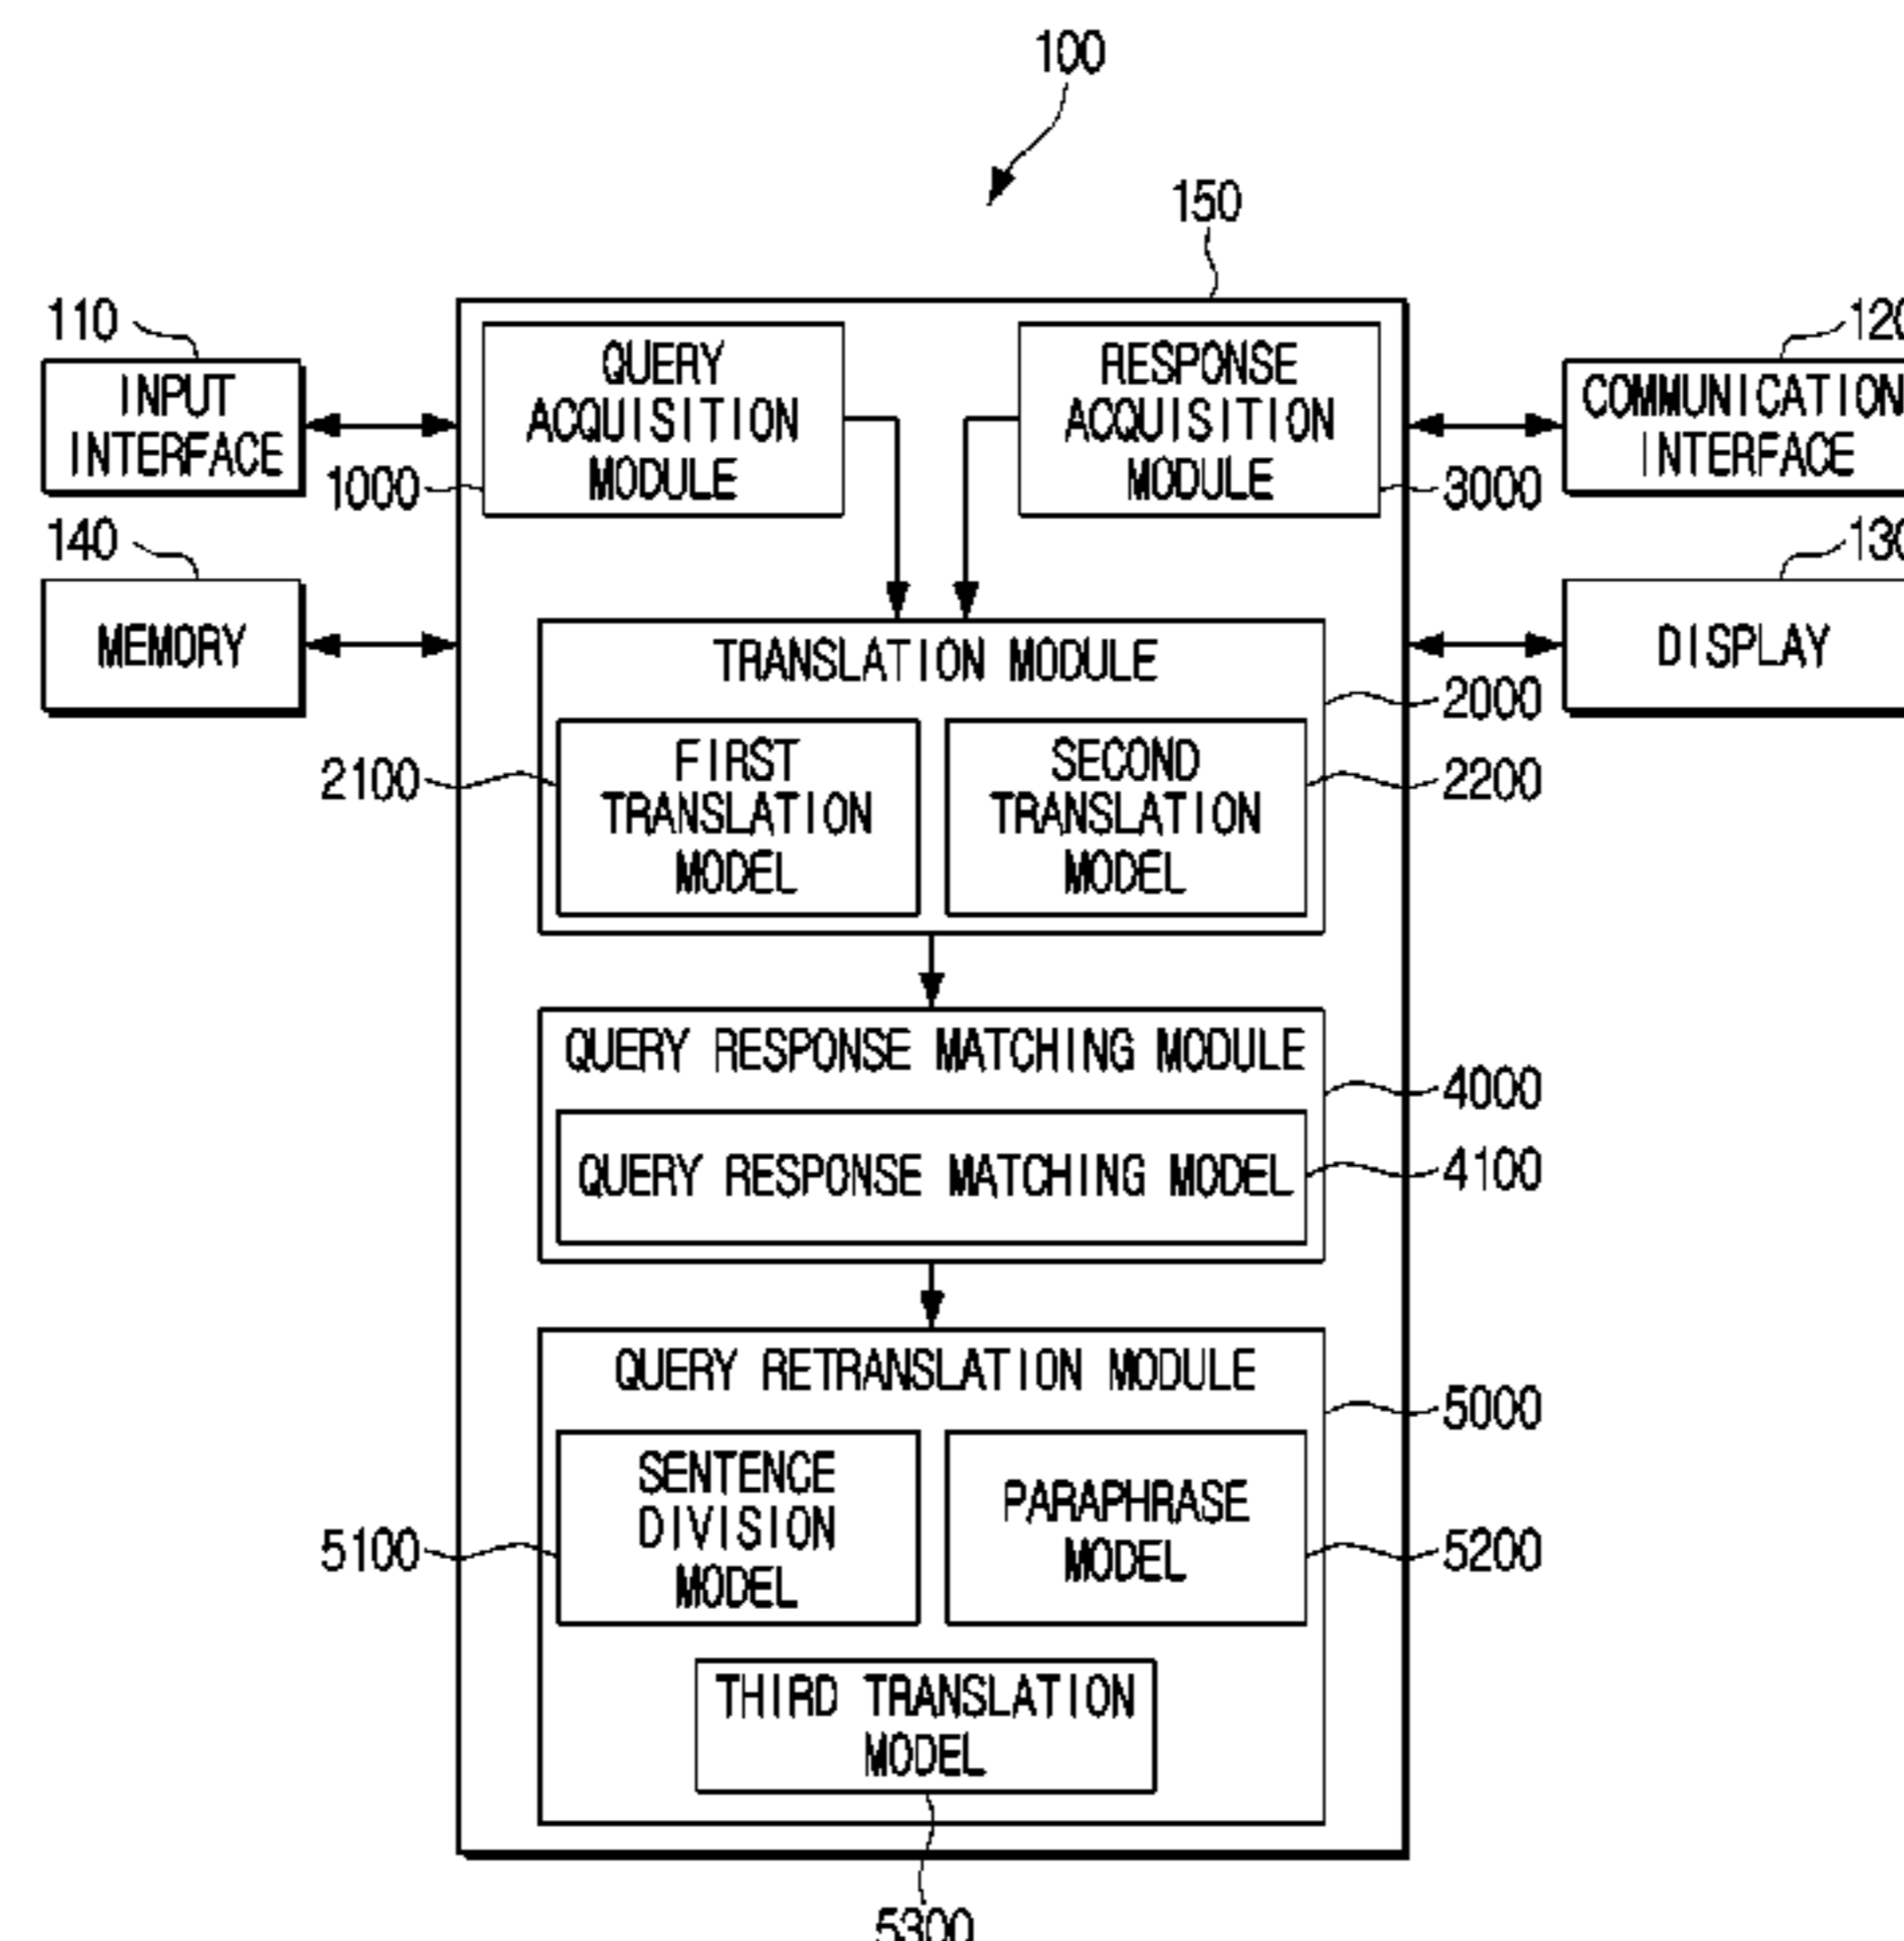 100
150
110
INPUT
INTERFACE
140
MEMORY
QUERY
ACQUISITION
MODULE
1000
RESPONSE
ACQUISITION
MODULE
3000
120
COMMUNICATION
INTERFACE
130
DISPLAY
TRANSLATION MODULE
2000
2100
FIRST
TRANSLATION
MODEL
SECOND
TRANSLATION
MODEL
2200
QUERY RESPONSE MATCHING MODULE
4000
QUERY RESPONSE MATCHING MODEL
4100
QUERY RETRANSLATION MODULE
5000
5100
SENTENCE
DIVISION
MODEL
PARAPHRASE
MODEL
5200
THIRD TRANSLATION
MODEL
5300